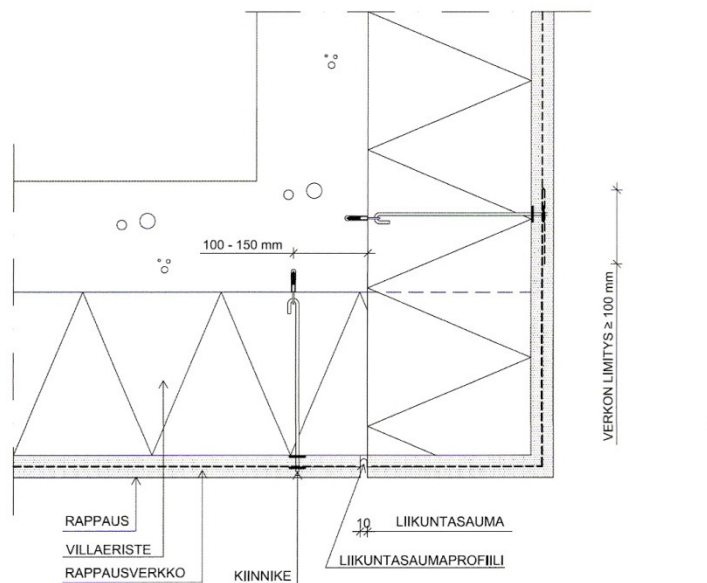 100 - 150 mm
VERKON LIMITYS ≥ 100 mm
RAPPAUS
10 LIIKUNTASAUMA
VILLAERISTE
LIIKUNTASAUMAPROFIILI
RAPPAUSVERKKO
KIINNIKE